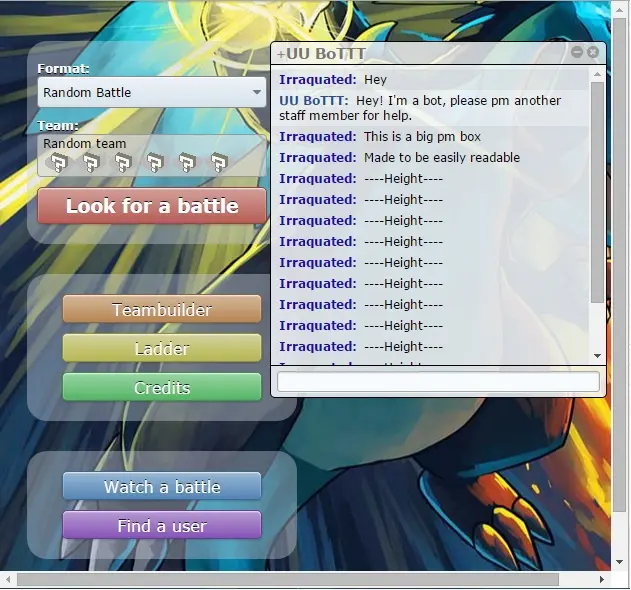 Format:
Random Battle
Team:
Random team
Look for a battle
Teambuilder
Ladder
Credits
Watch a battle
Find a user
+UU BoTTT
Irraquated: Hey
UU BoTTT: Hey! I'm a bot, please pm another
staff member for help.
Irraquated: This is a big pm box
Irraquated: Made to be easily readable
Irraquated: ----Height----
Irraquated: ----Height----
Irraquated: ----Height----
Irraquated: ----Height----
Irraquated: ----Height----
Irraquated: ----Height----
Irraquated: ----Height----
Irraquated: ----Height----
Irraquated: ----Height----